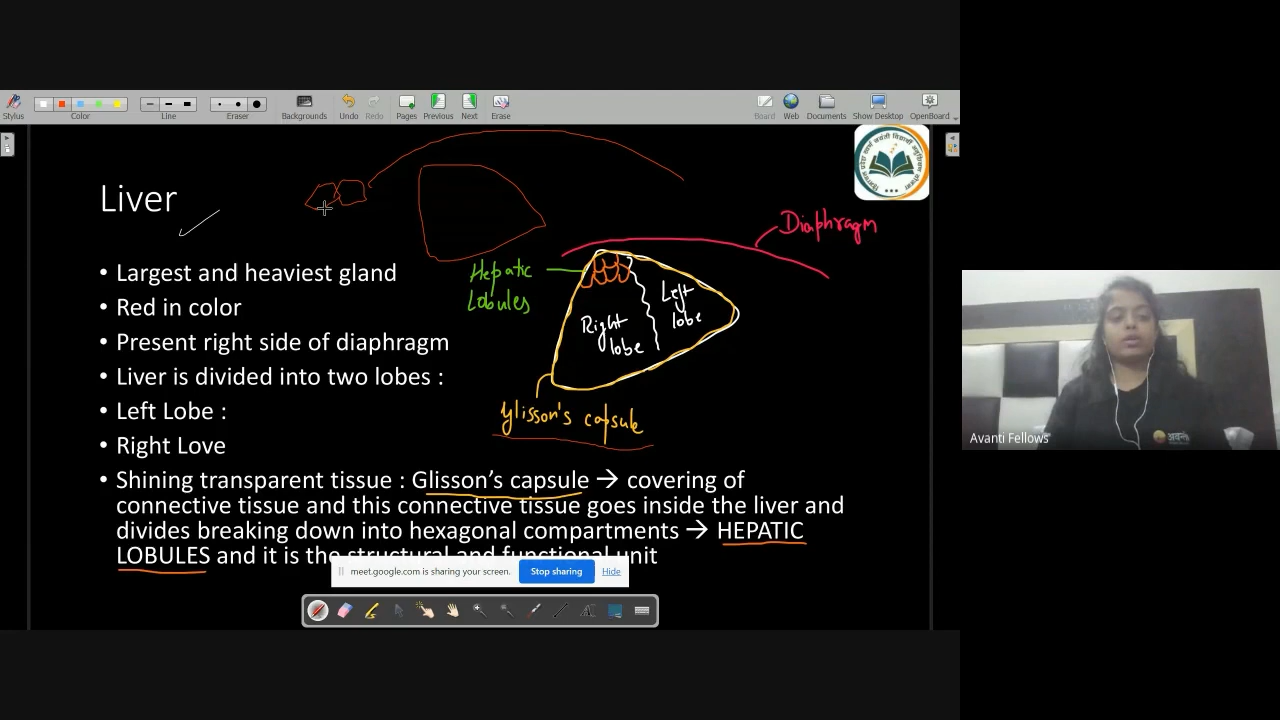 Stylus
Color
Line
Eraser
Backgrounds
Undo
Redo
Pages
Previous
Next
Erase
Board
Web
Documents
Show Desktop
OpenBoard
Liver
Diaphragm
• Largest and heaviest gland
Hepatic
Lobules
Left
lobe
• Red in color
Right
lobe
• Present right side of diaphragm
• Liver is divided into two lobes :
• Left Lobe :
Glisson's capsule
• Right Love
Avanti Fellows
• Shining transparent tissue : Glisson’s capsule → covering of
connective tissue and this connective tissue goes inside the liver and
divides breaking down into hexagonal compartments → HEPATIC
LOBULES and it is the structural and functional unit
meet.google.com is sharing your screen.
Stop sharing
Hide